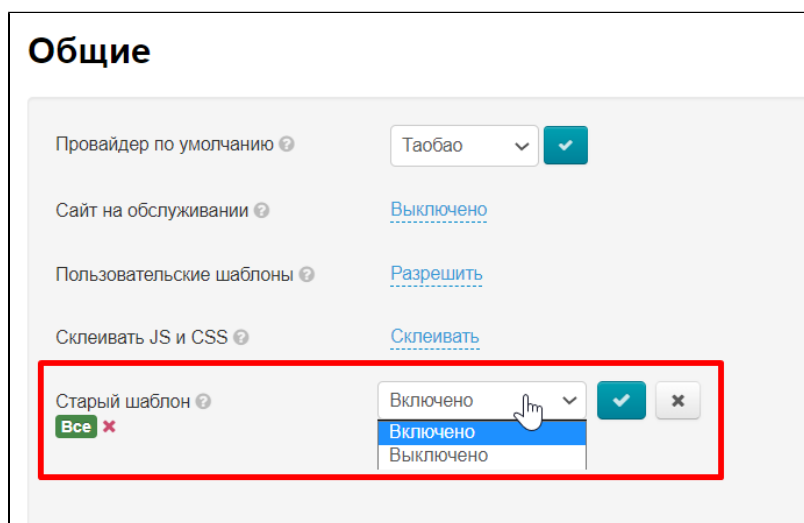 Общие
Провайдер по умолчанию
Таобао
Сайт на обслуживании
Выключено
Пользовательские шаблоны
Разрешить
Склеивать JS и CSS
Склеивать
Старый шаблон
Включено
Все
Включено
Выключено